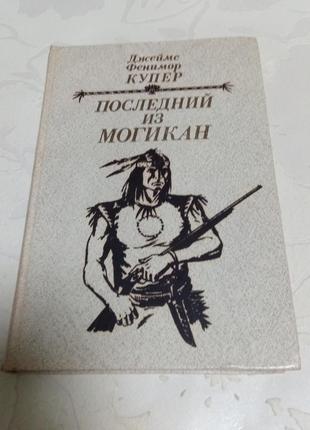 Джеймс
Фенимор
КУПЕР
ПОСЛЕДНИЙ
ИЗ
МОГИКАН